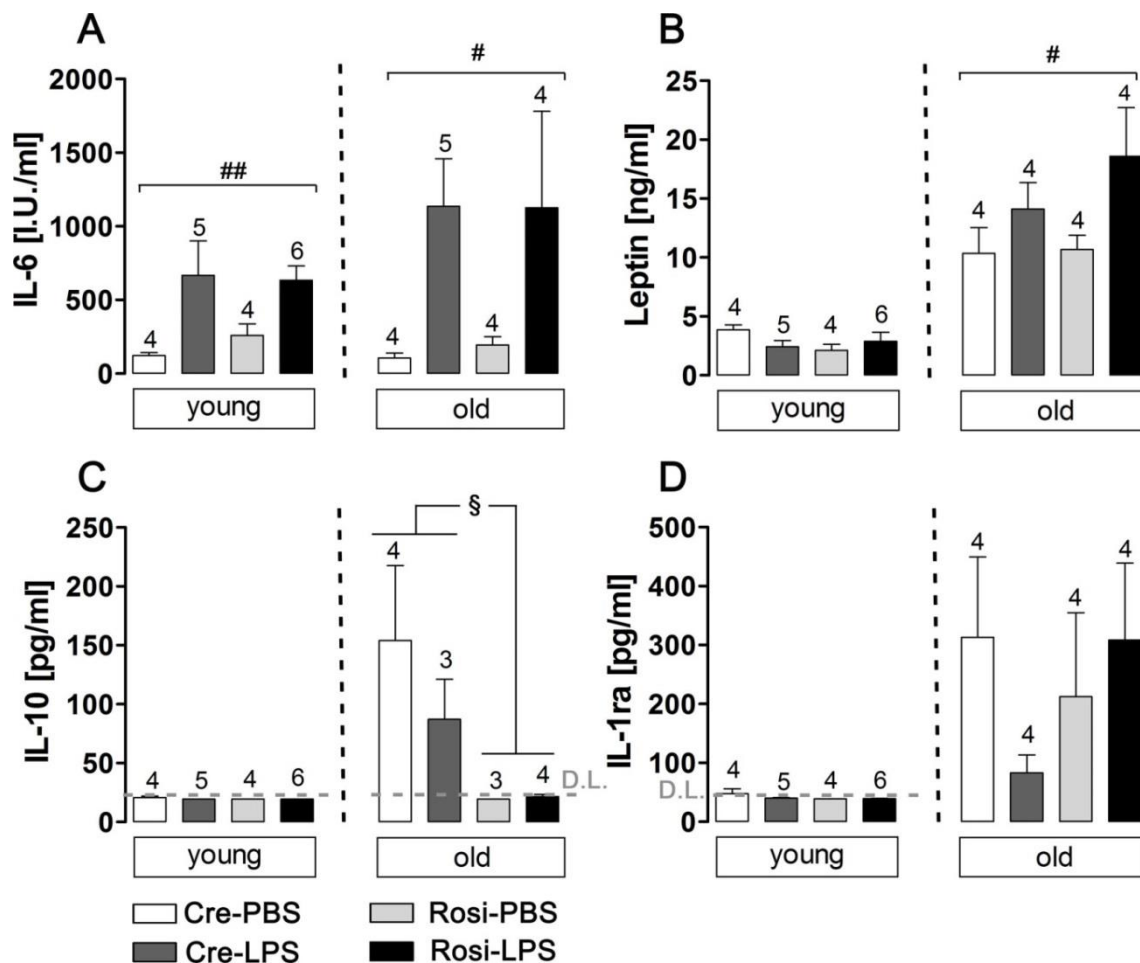 A
IL-6 [I.U./ml]
2000
1500
1000
500
0
##
#
4
5
4
6
4
5
4
4
young
old
B
Leptin [ng/ml]
25
20
15
10
5
0
#
4
5
4
6
4
4
4
4
young
old
C
IL-10 [pg/ml]
250
200
150
100
50
0
§
4
5
4
6
4
3
3
4
D.L.
young
old
D
IL-1ra [pg/ml]
500
400
300
200
100
0
D.L.
4
5
4
6
4
4
4
4
young
old
Cre-PBS
Rosi-PBS
Cre-LPS
Rosi-LPS